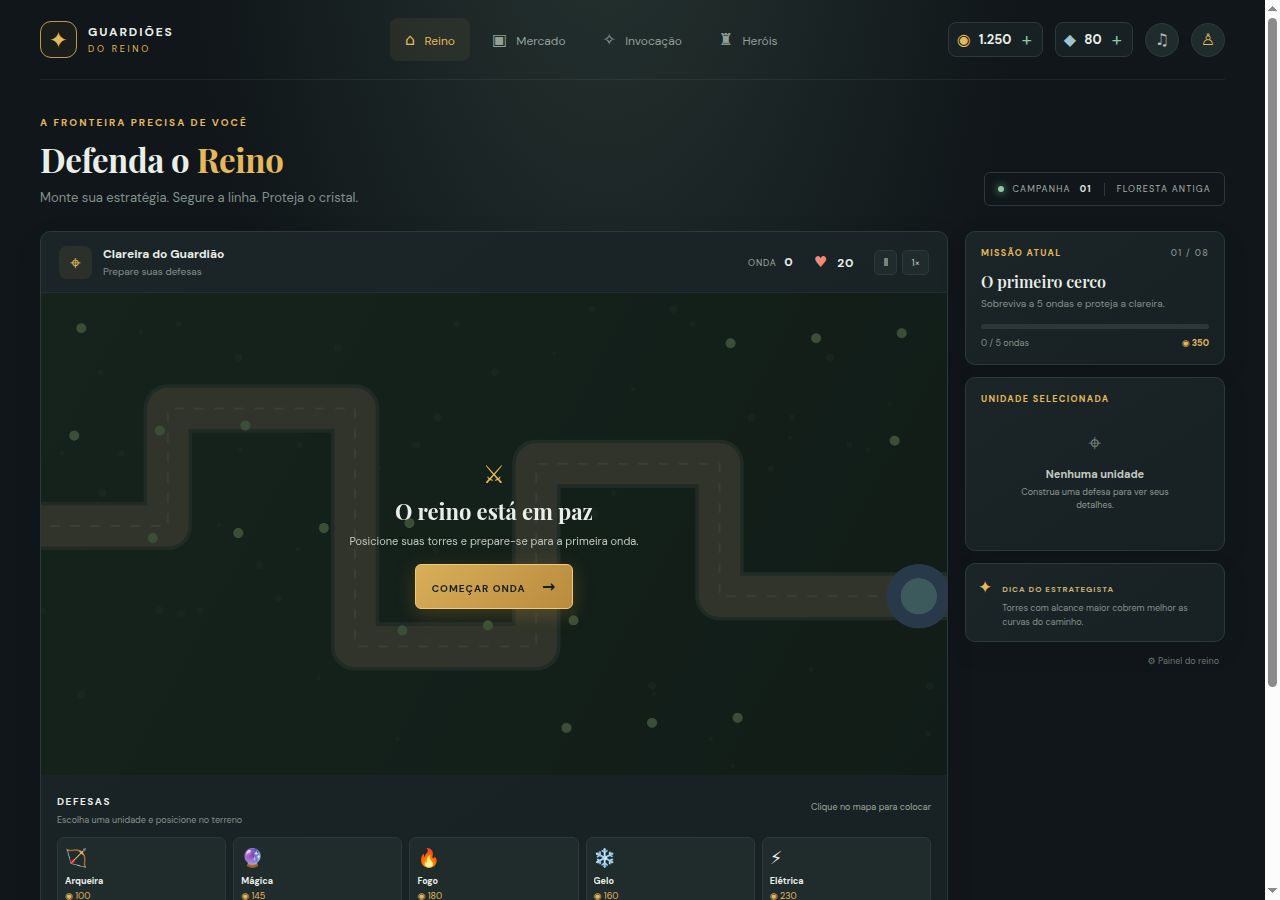 GUARDIÕES
DO REINO
Reino
Mercado
Invocação
Heróis
1.250 +
80 +
A FRONTEIRA PRECISA DE VOCÊ
Defenda o Reino
Monte sua estratégia. Segure a linha. Proteja o cristal.
CAMPANHA 01 FLORESTA ANTIGA
Clareira do Guardião
Prepare suas defesas
ONDA 0
20
1×
O reino está em paz
Posicione suas torres e prepare-se para a primeira onda.
COMEÇAR ONDA →
MISSÃO ATUAL 01 / 08
O primeiro cerco
Sobreviva a 5 ondas e proteja a clareira.
0 / 5 ondas 350
UNIDADE SELECIONADA
Nenhuma unidade
Construa uma defesa para ver seus
detalhes.
DICA DO ESTRATEGISTA
Torres com alcance maior cobrem melhor as
curvas do caminho.
Painel do reino
DEFESAS
Escolha uma unidade e posicione no terreno
Clique no mapa para colocar
Arqueira
100
Mágica
145
Fogo
180
Gelo
160
Elétrica
230